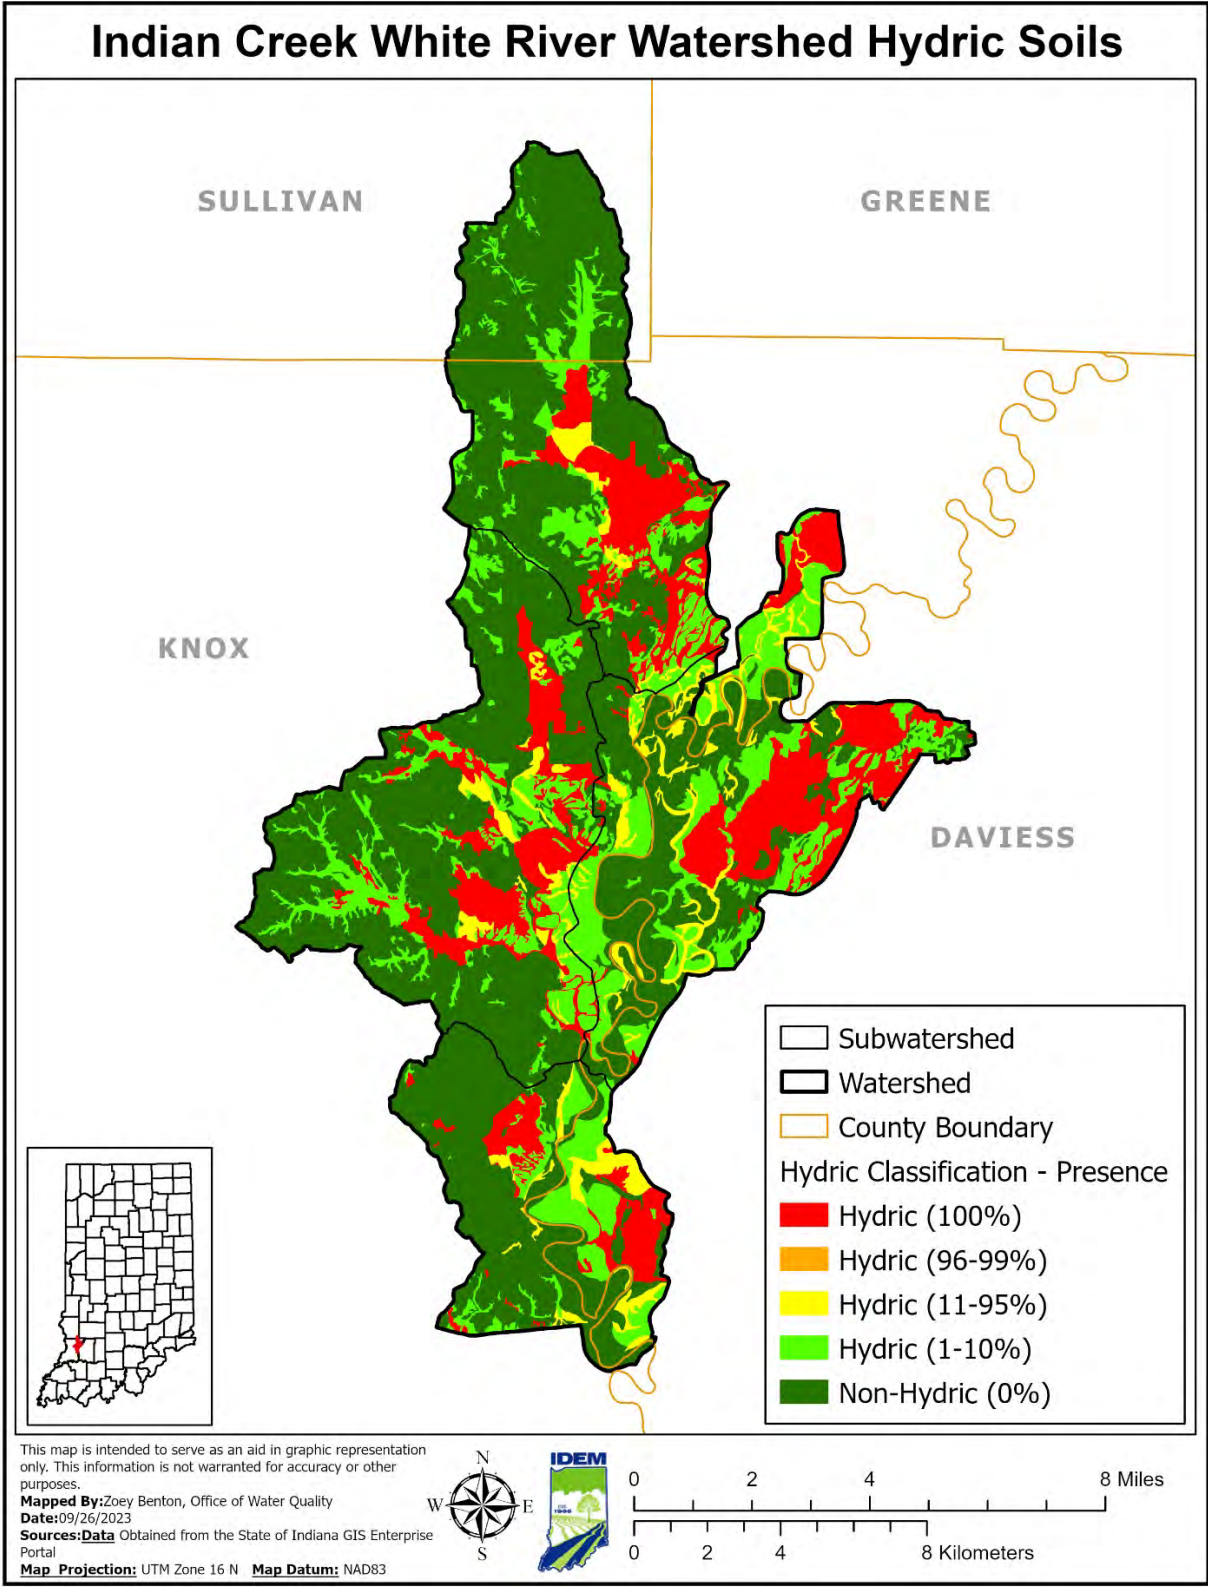 Indian Creek White River Watershed Hydric Soils
SULLIVAN
GREENE
KNOX
DAVIESS
Subwatershed
Watershed
County Boundary
Hydric Classification - Presence
Hydric (100%)
Hydric (96-99%)
Hydric (11-95%)
Hydric (1-10%)
Non-Hydric (0%)
This map is intended to serve as an aid in graphic representation
only. This information is not warranted for accuracy or other
purposes.
Mapped By:Zoey Benton, Office of Water Quality
Date:09/26/2023
Sources:Data Obtained from the State of Indiana GIS Enterprise
Portal
Map Projection: UTM Zone 16 N Map Datum: NAD83
N
W E
S
IDEM
0 2 4 8 Miles
0 2 4 8 Kilometers